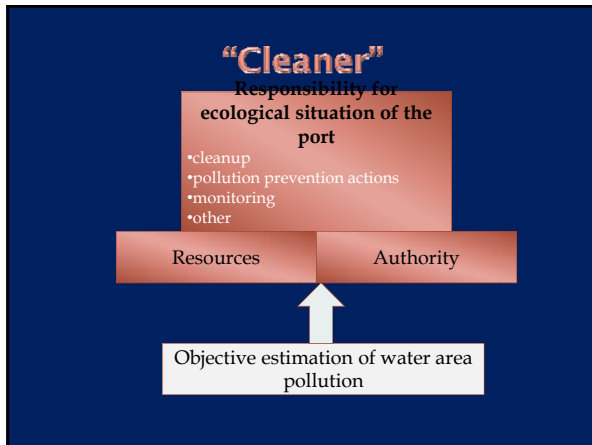 “Cleaner”
Responsibility for
ecological situation of the
port
•cleanup
•pollution prevention actions
•monitoring
•other
Resources
Authority
Objective estimation of water area
pollution